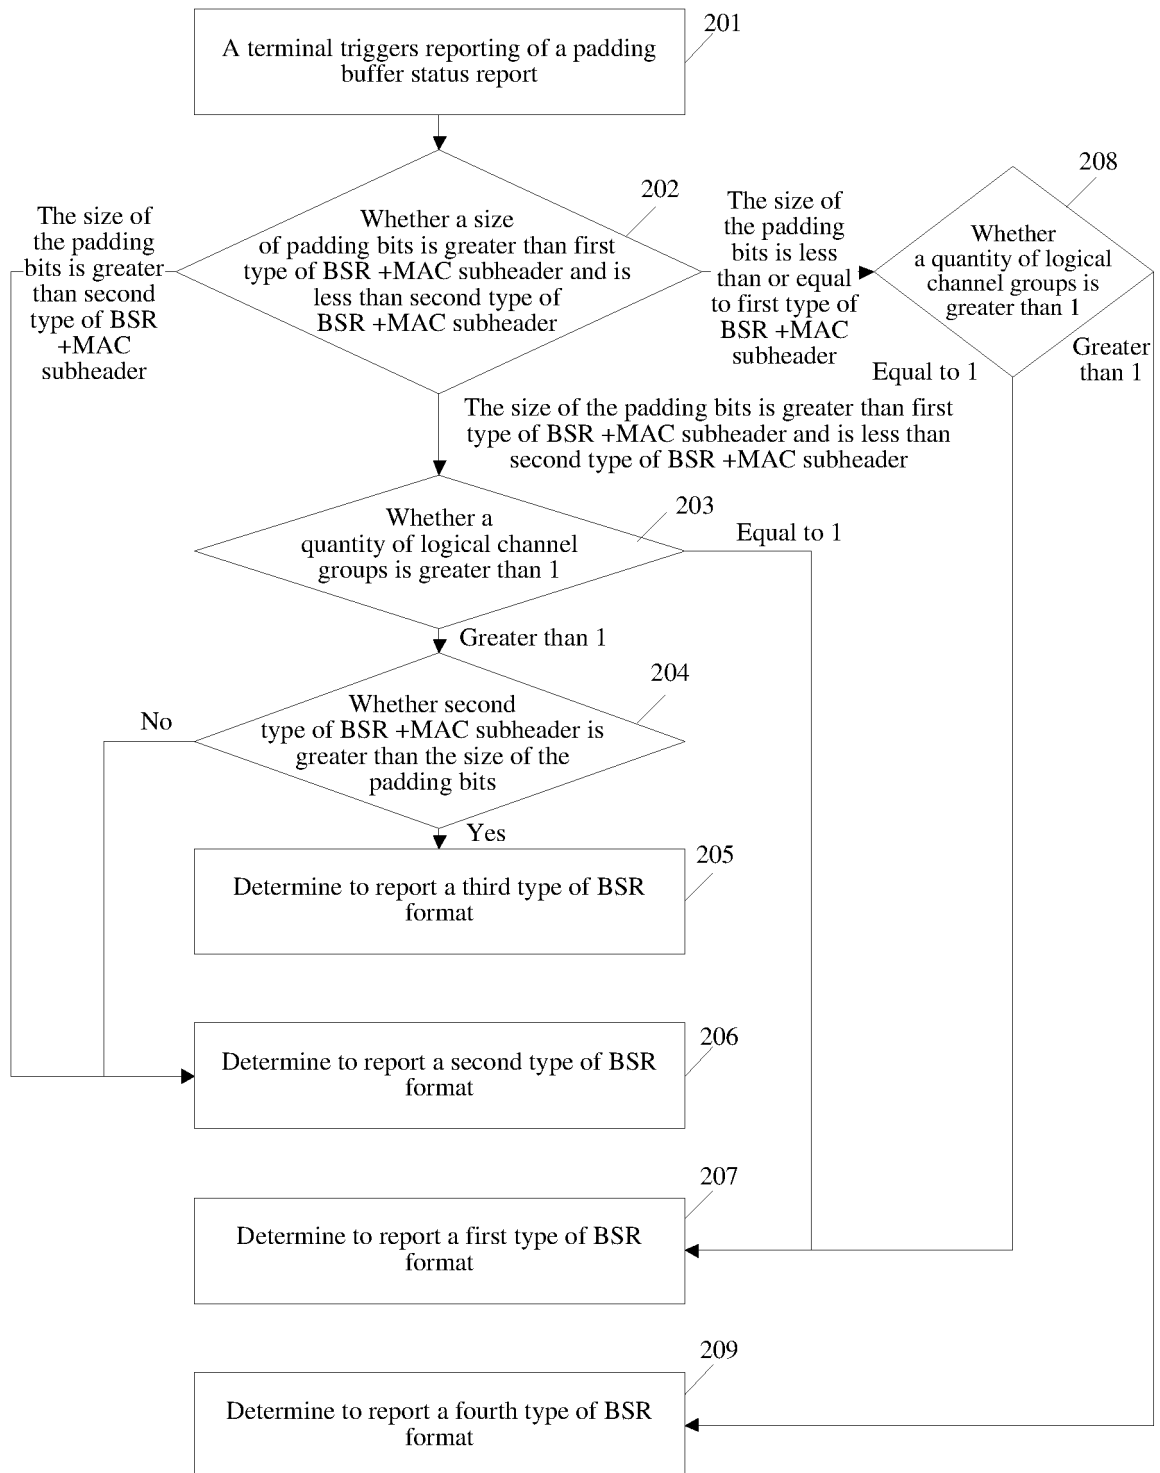 201
A terminal triggers reporting of a padding
buffer status report
202
Whether a size
of padding bits is greater than first
type of BSR +MAC subheader and is
less than second type of
BSR +MAC subheader
The size of
the padding
bits is greater
than second
type of BSR
+MAC
subheader
The size of
the padding
bits is less
than or equal
to first type of
BSR +MAC
subheader
208
Whether
a quantity of logical
channel groups is
greater than 1
Equal to 1
Greater
than 1
The size of the padding bits is greater than first
type of BSR +MAC subheader and is less than
second type of BSR +MAC subheader
203
Whether a
quantity of logical channel
groups is greater than 1
Equal to 1
Greater than 1
204
Whether second
type of BSR +MAC subheader is
greater than the size of the
padding bits
No
Yes
205
Determine to report a third type of BSR
format
206
Determine to report a second type of BSR
format
207
Determine to report a first type of BSR
format
209
Determine to report a fourth type of BSR
format